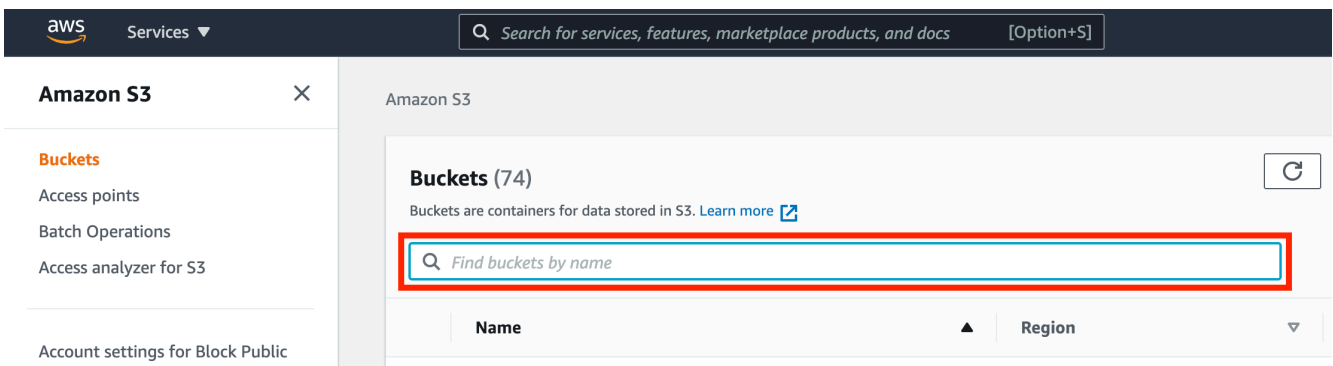 aws Services ▼ Search for services, features, marketplace products, and docs [Option+S]
Amazon S3
Buckets
Access points
Batch Operations
Access analyzer for S3
Account settings for Block Public
Amazon S3
Buckets (74)
Buckets are containers for data stored in S3. Learn more
Find buckets by name
Name Region